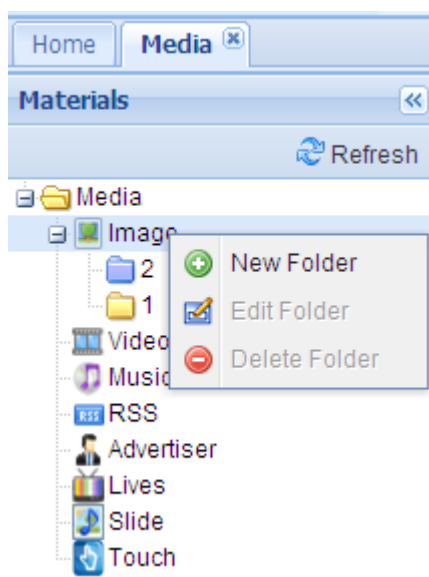 Home Media
Materials
Refresh
Media
Image
2 New Folder
1 Edit Folder
Video
Delete Folder
Music
RSS RSS
Advertiser
Lives
Slide
Touch